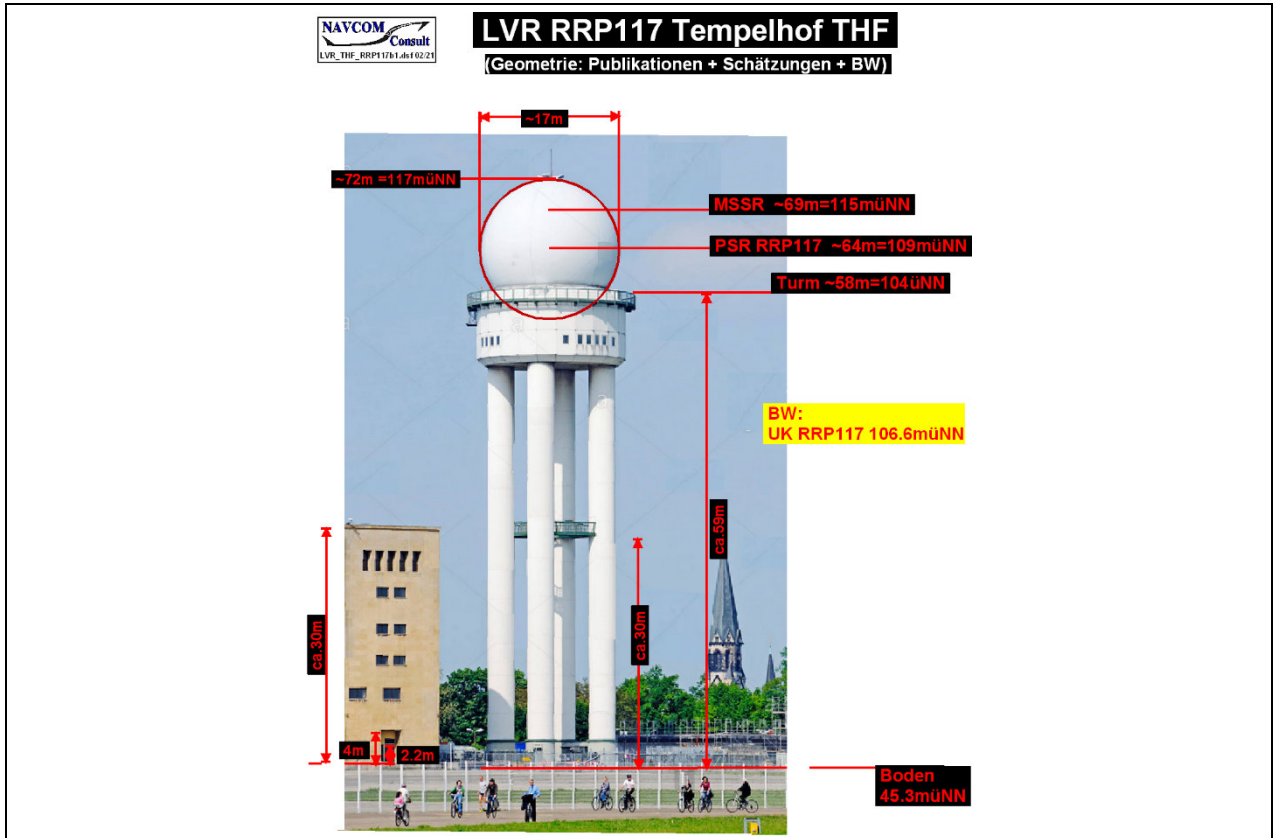 NAVCOM
Consult
LVR_THF_RRP117b1.dsf 02/21
LVR RRP117 Tempelhof THF
(Geometrie: Publikationen + Schätzungen + BW)
~17m
~72m =117müNN
MSSR ~69m=115müNN
PSR RRP117 ~64m=109müNN
Turm ~58m=104üNN
BW:
UK RRP117 106.6müNN
ca.59m
ca.30m
ca.30m
4m
2.2m
Boden
45.3müNN